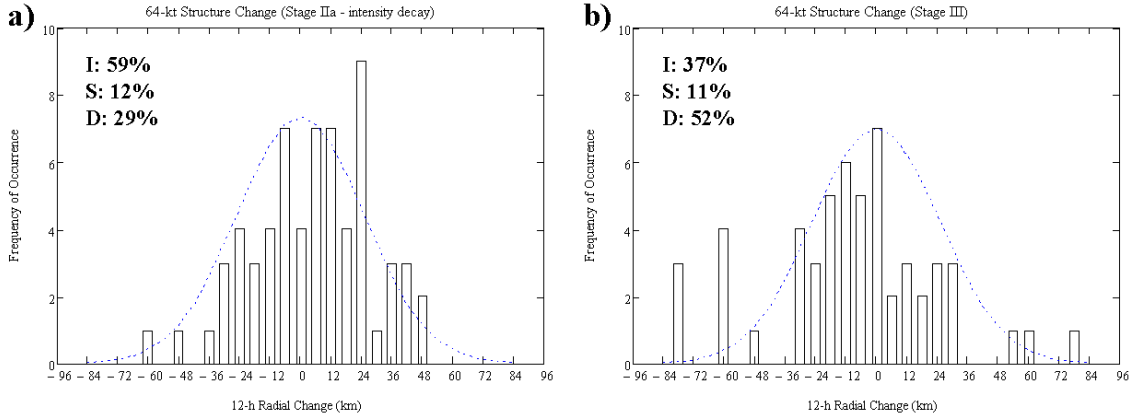 a)
64-kt Structure Change (Stage IIa - intensity decay)
10
8
6
4
2
0
Frequency of Occurrence
I: 59%
S: 12%
D: 29%
- 96 - 84 - 72 - 60 - 48 - 36 - 24 - 12 0 12 24 36 48 60 72 84 96
12-h Radial Change (km)
b)
64-kt Structure Change (Stage III)
10
8
6
4
2
0
Frequency of Occurrence
I: 37%
S: 11%
D: 52%
- 96 - 84 - 72 - 60 - 48 - 36 - 24 - 12 0 12 24 36 48 60 72 84 96
12-h Radial Change (km)